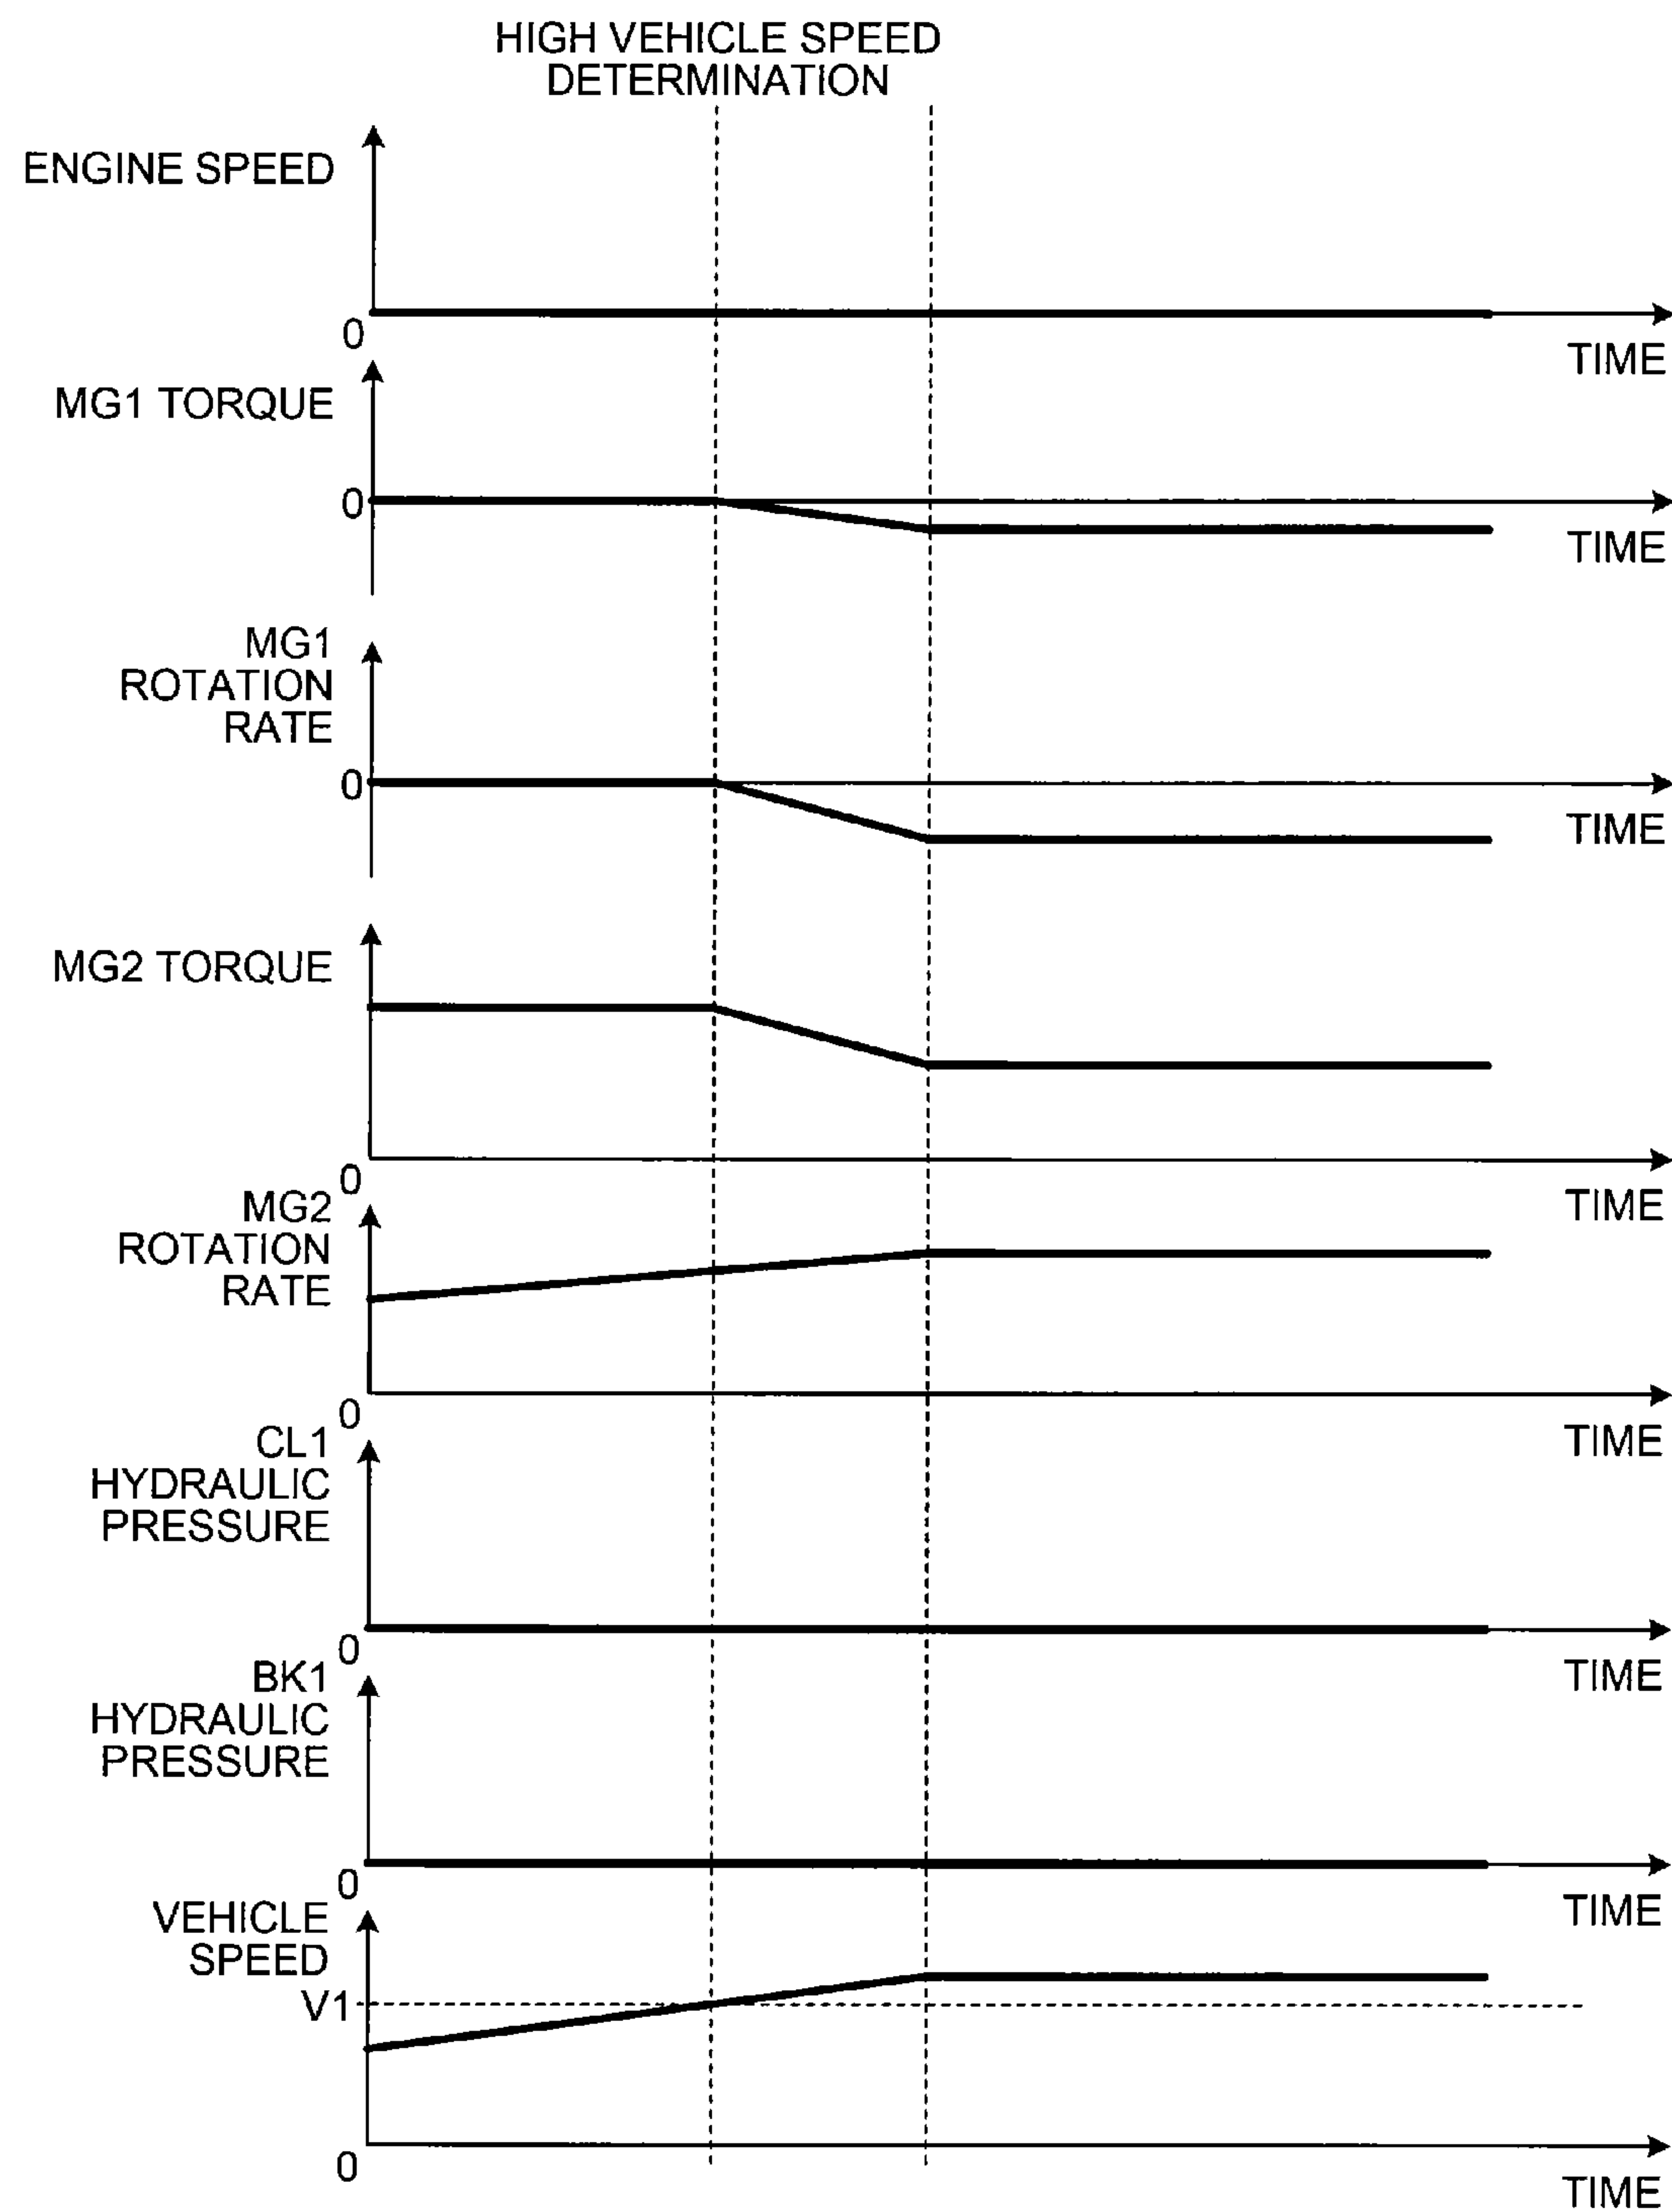 HIGH VEHICLE SPEED
DETERMINATION
ENGINE SPEED
0
TIME
MG1 TORQUE
0
TIME
MG1
ROTATION
RATE
0
TIME
MG2 TORQUE
0
TIME
MG2
ROTATION
RATE
0
TIME
CL1
HYDRAULIC
PRESSURE
0
TIME
BK1
HYDRAULIC
PRESSURE
0
TIME
VEHICLE
SPEED
V1
0
TIME